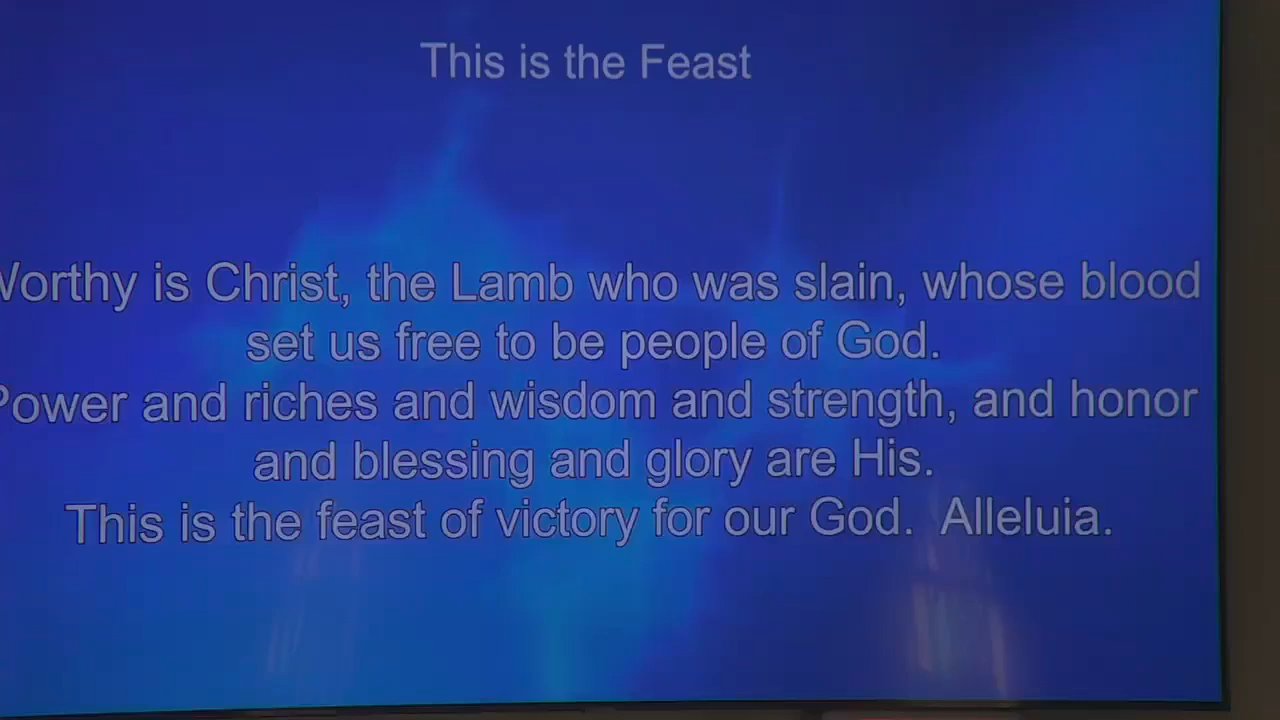 This is the Feast
Worthy is Christ, the Lamb who was slain, whose blood
set us free to be people of God.
Power and riches and wisdom and strength, and honor
and blessing and glory are His.
This is the feast of victory for our God. Alleluia.